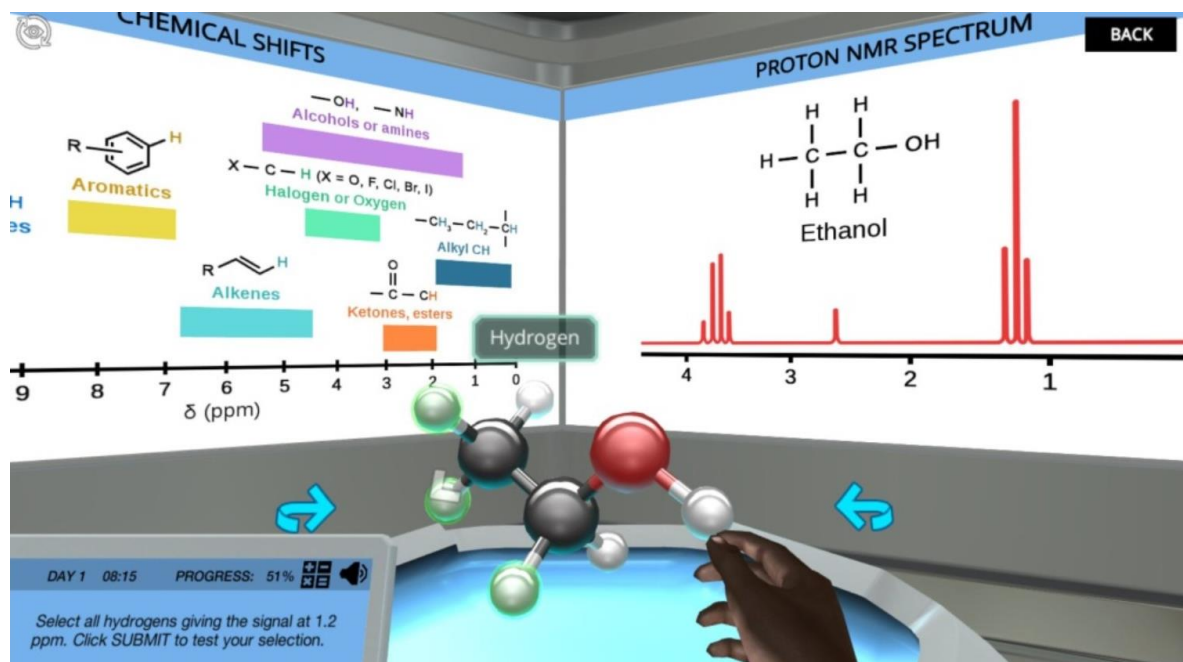 CHEMICAL SHIFTS
—OH, —NH
Alcohols or amines
R
H
Aromatics
X—C—H (X = O, F, Cl, Br, I)
Halogen or Oxygen
—CH₃—CH₂—CH
Alkyl CH
H
es
R
H
Alkenes
O
—C—CH
Ketones, esters
9 8 7 6 5 4 3 2 1 0
δ (ppm)
PROTON NMR SPECTRUM
BACK
H H
H—C—C—OH
H H
Ethanol
4 3 2 1
Hydrogen
DAY 1 08:15 PROGRESS: 51%
Select all hydrogens giving the signal at 1.2
ppm. Click SUBMIT to test your selection.